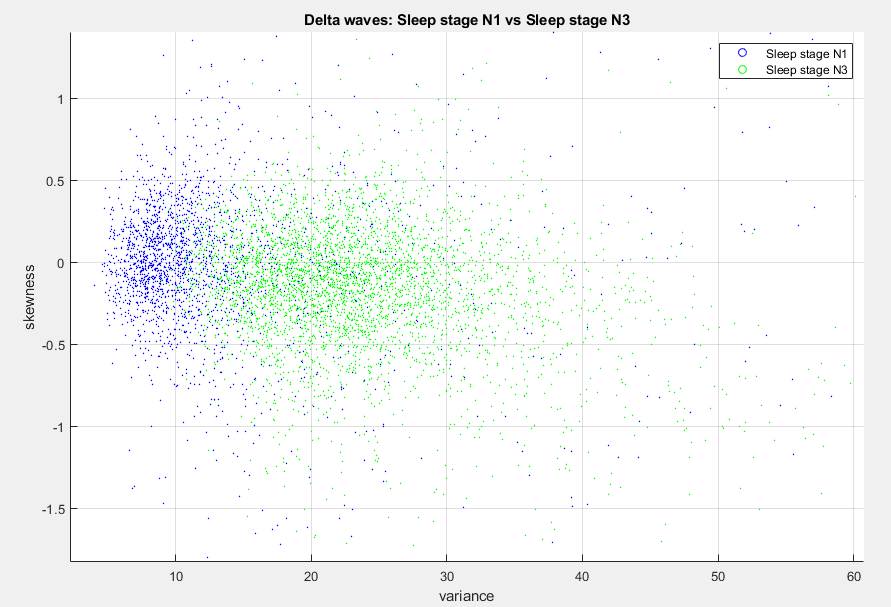 Delta waves: Sleep stage N1 vs Sleep stage N3
Sleep stage N1
Sleep stage N3
1
0.5
0
-0.5
-1
-1.5
skewness
10 20 30 40 50 60
variance